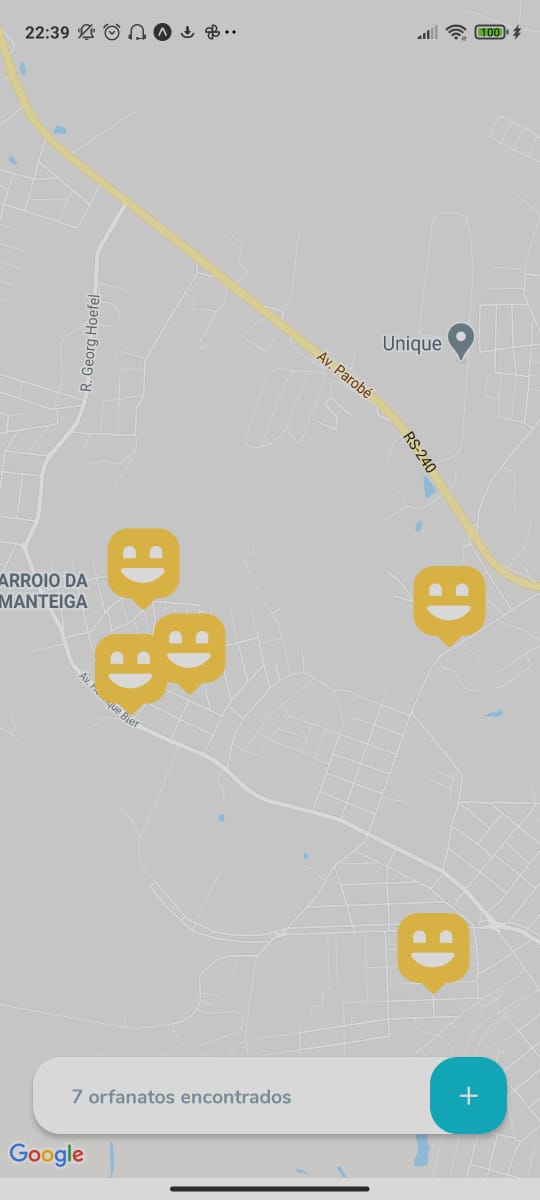 22:39
100
R. Georg Hoefel
Unique
Av. Parobé
RS-240
ARROIO DA
MANTEIGA
Av. 
que Bier
7 orfanatos encontrados
+
Google